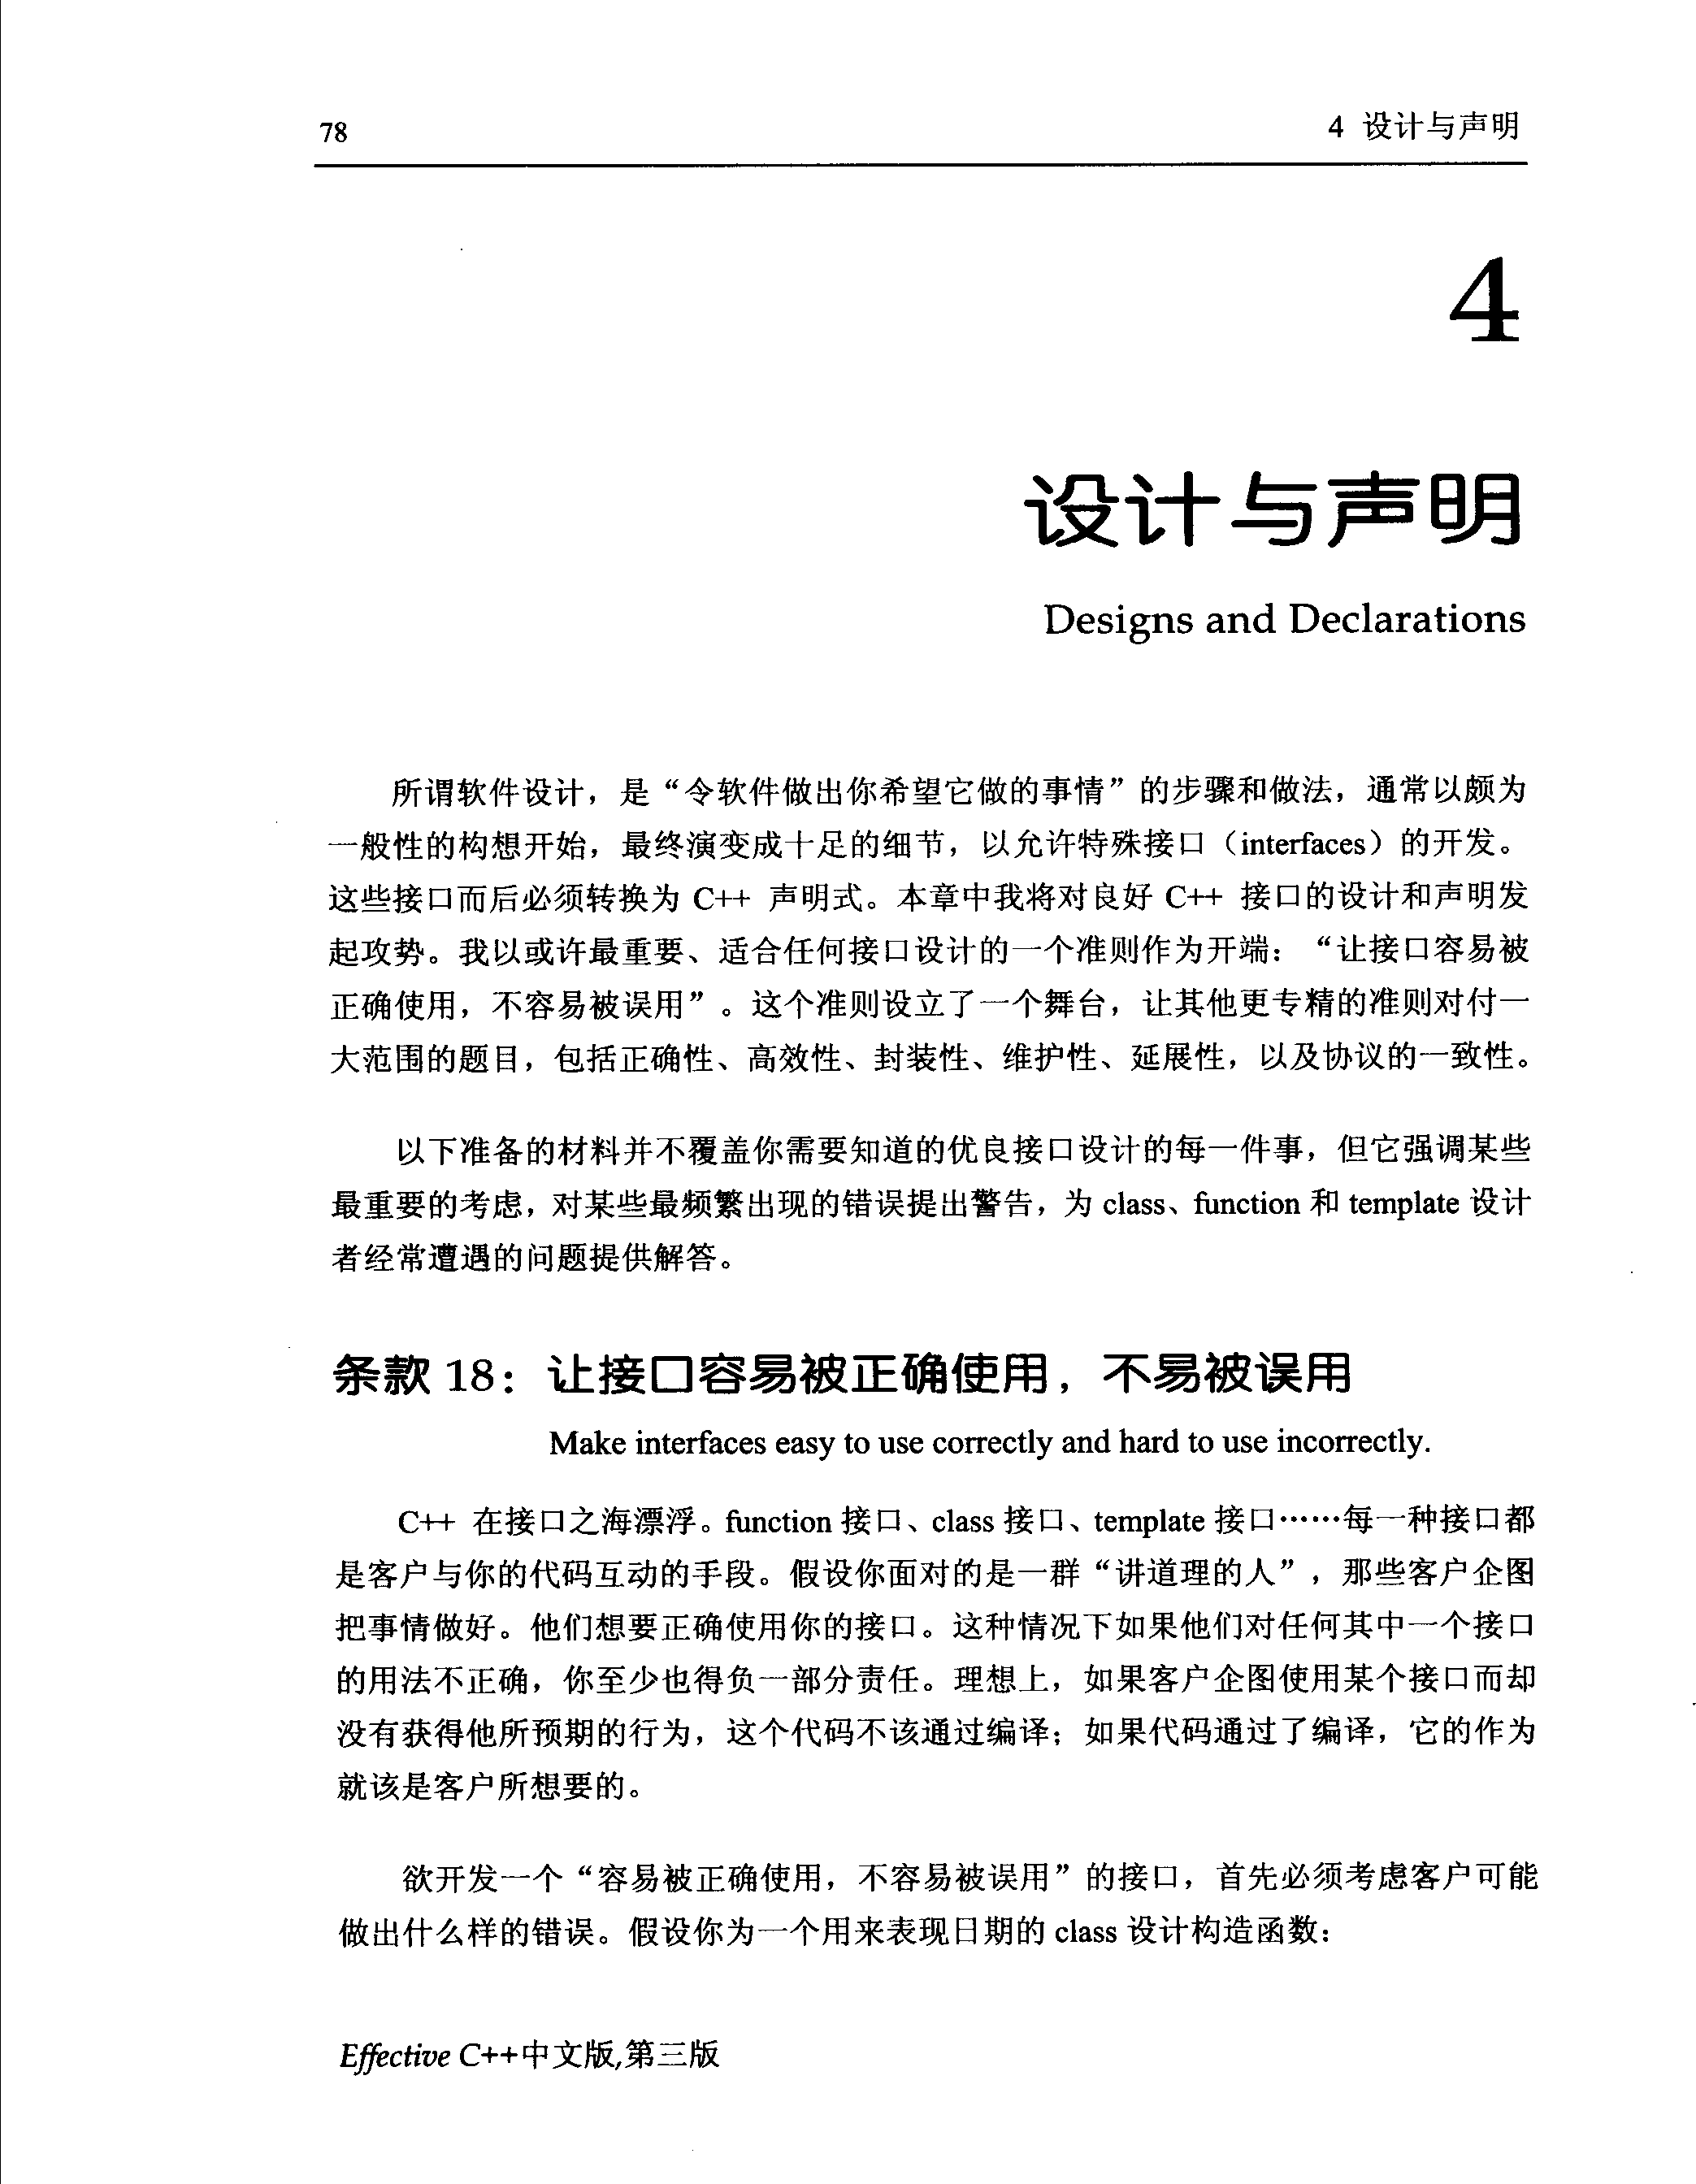 78
4 设计与声明
4
设计与声明
Designs and Declarations
所谓软件设计，是“令软件做出你希望它做的事情”的步骤和做法，通常以颇为
一般性的构想开始，最终演变成十足的细节，以允许特殊接口（interfaces）的开发。
这些接口而后必须转换为 C++ 声明式。本章中我将对良好 C++ 接口的设计和声明发
起攻势。我以或许最重要、适合任何接口设计的一个准则作为开端：“让接口容易被
正确使用，不容易被误用”。这个准则设立了一个舞台，让其他更专精的准则对付一
大范围的题目，包括正确性、高效性、封装性、维护性、延展性，以及协议的一致性。
以下准备的材料并不覆盖你需要知道的优良接口设计的每一件事，但它强调某些
最重要的考虑，对某些最频繁出现的错误提出警告，为 class、function 和 template 设计
者经常遭遇的问题提供解答。
条款 18：让接口容易被正确使用，不易被误用
Make interfaces easy to use correctly and hard to use incorrectly.
C++ 在接口之海漂浮。function 接口、class 接口、template 接口……每一种接口都
是客户与你的代码互动的手段。假设你面对的是一群“讲道理的人”，那些客户企图
把事情做好。他们想要正确使用你的接口。这种情况下如果他们对任何其中一个接口
的用法不正确，你至少也得负一部分责任。理想上，如果客户企图使用某个接口而却
没有获得他所预期的行为，这个代码不该通过编译；如果代码通过了编译，它的作为
就该是客户所想要的。
欲开发一个“容易被正确使用，不容易被误用”的接口，首先必须考虑客户可能
做出什么样的错误。假设你为一个用来表现日期的 class 设计构造函数：
Effective C++中文版,第三版